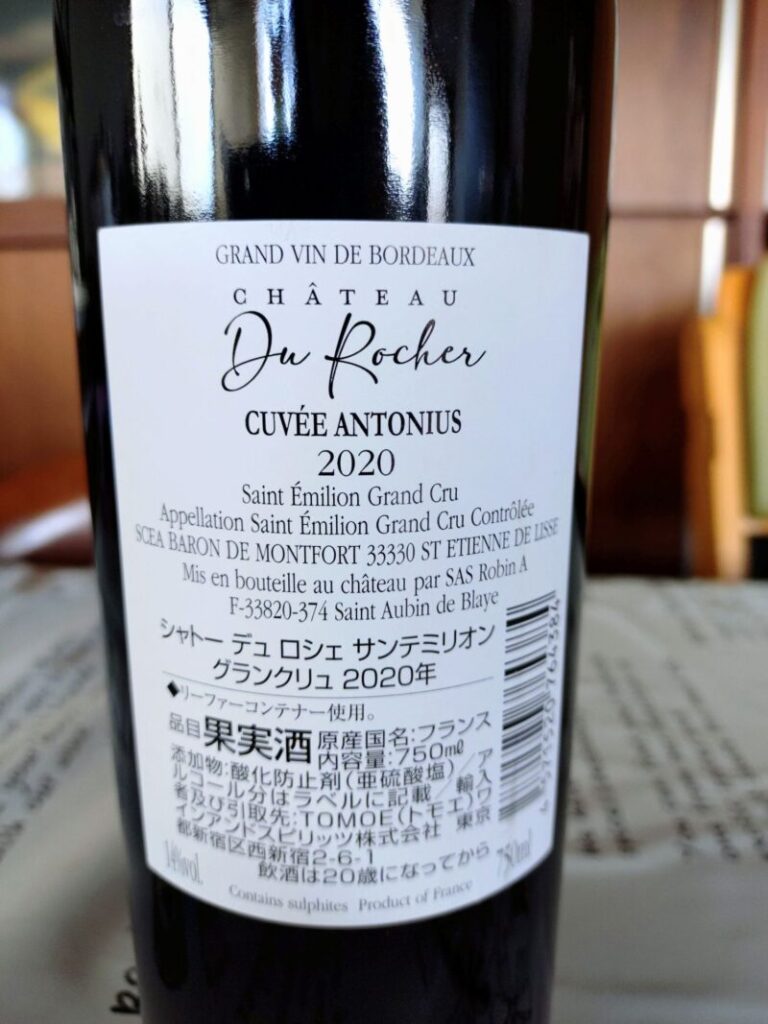 GRAND VIN DE BORDEAUX
CHÂTEAU
Du Rocher
CUVÉE ANTONIUS
2020
Saint Émilion Grand Cru
Appellation Saint Émilion Grand Cru Contrôlée
SCEA BARON DE MONTFORT 33330 ST ETIENNE DE LISSE
Mis en bouteille au château par SAS Robin A
F-33820-374 Saint Aubin de Blaye
シャトー デュ ロシェ サンテミリオン
グランクリュ 2020年
◆リーファーコンテナー使用。
品目 果実酒 原産国名:フランス
内容量:750mℓ
添加物:酸化防止剤(亜硫酸塩)/ア
ルコール分はラベルに記載/輸入
者及び引取先:TOMOE(トモエ)ワ
インアンドスピリッツ株式会社 東京
都新宿区西新宿2-6-1
飲酒は20歳になってから
14%vol.
750ml
Contains sulphites Product of France